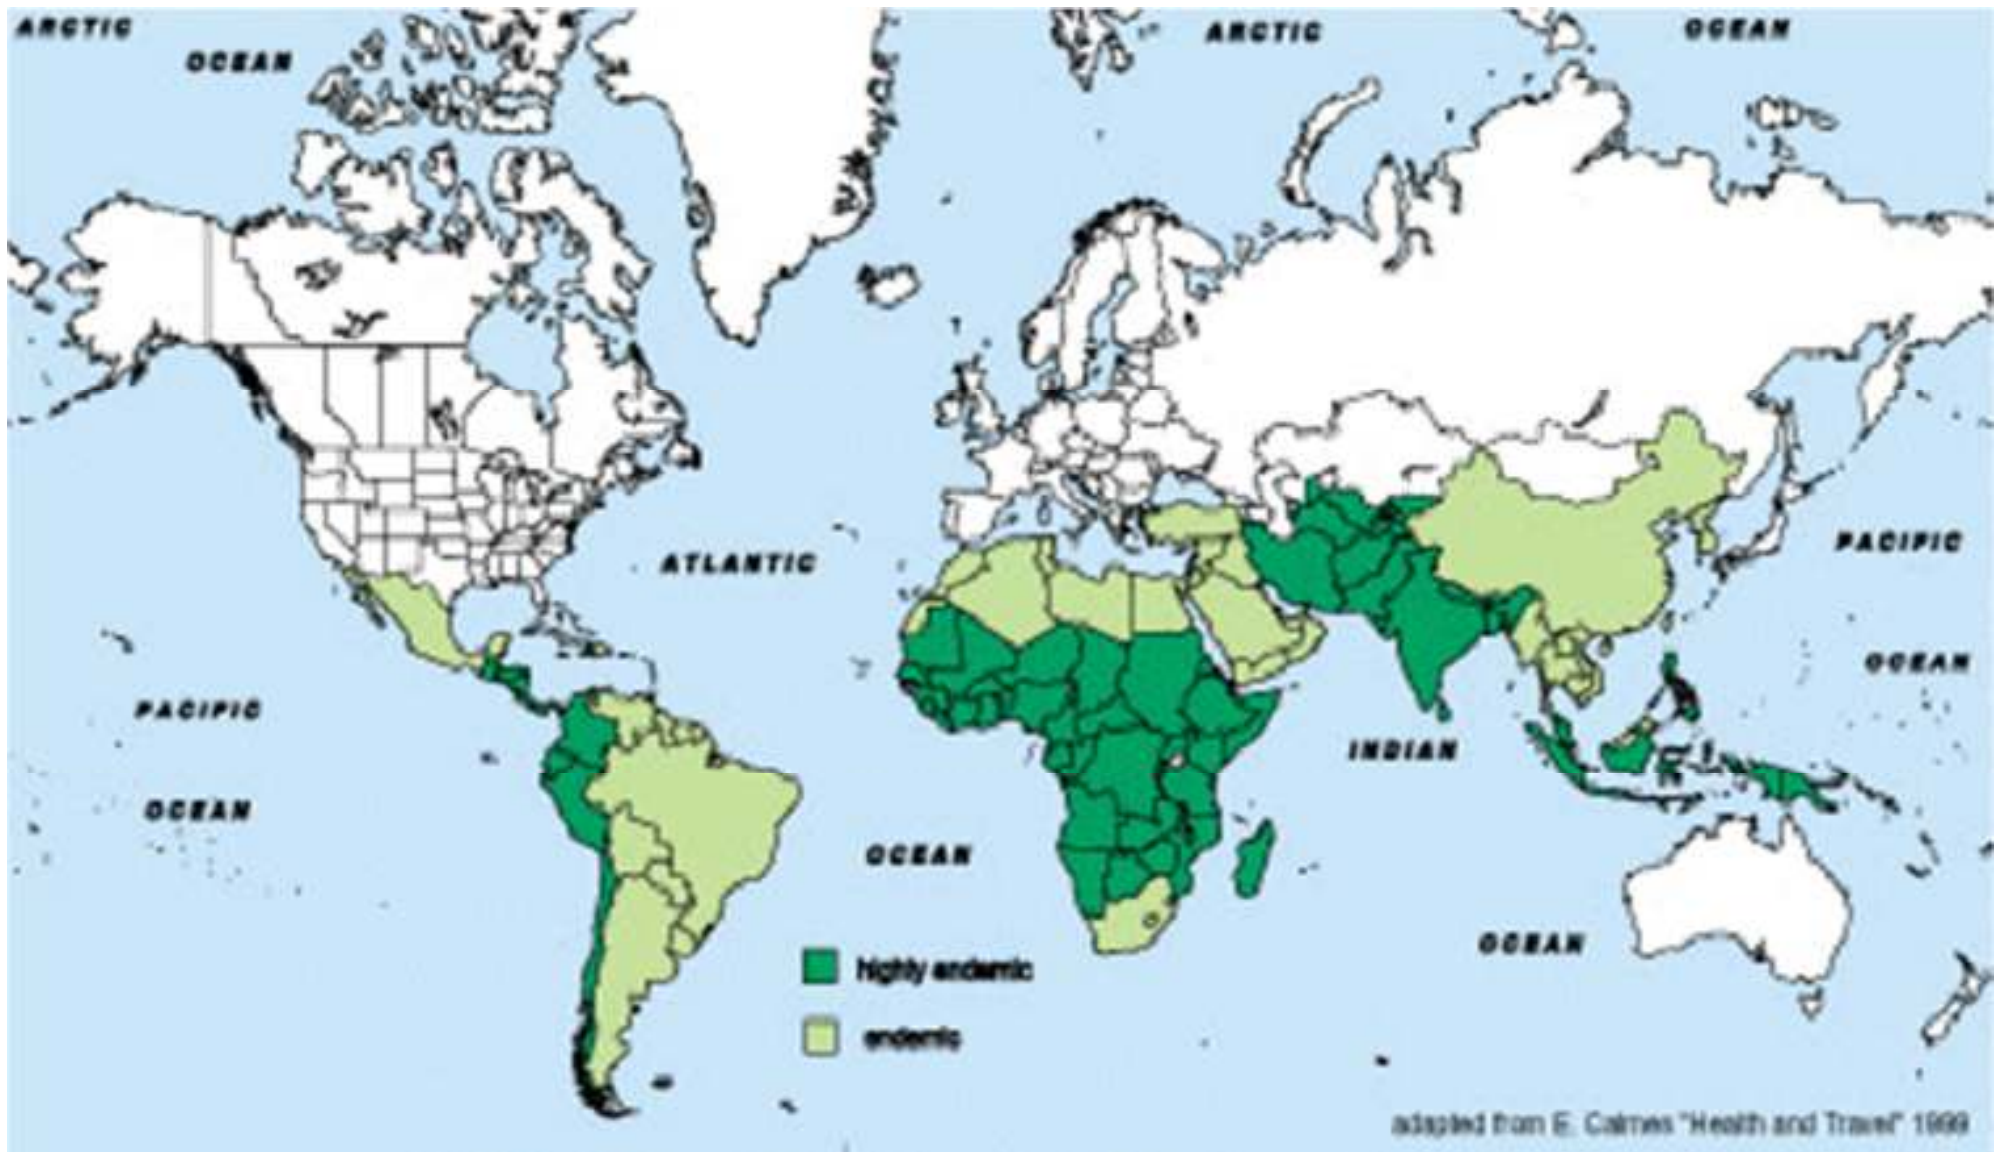 ARCTIC
OCEAN
ARCTIC
OCEAN
ATLANTIC
PACIFIC
OCEAN
PACIFIC
OCEAN
OCEAN
INDIAN
OCEAN
highly endemic
endemic
adapted from E. Calmes "Health and Travel" 1999